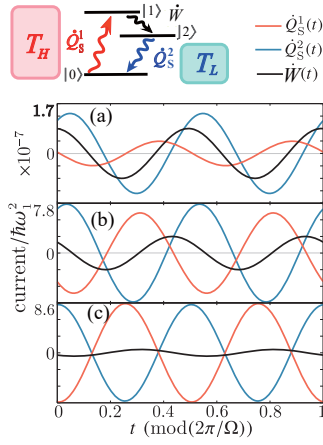 T_H
|1⟩
Ẇ
|2⟩
Q̇_S^1
Q̇_S^2
|0⟩
T_L
Q̇_S^1(t)
Q̇_S^2(t)
Ẇ(t)
current/ℏω_1^2
×10^{-7}
1.7
0
(a)
7.8
0
(b)
8.6
0
(c)
0.0 0.2 0.4 0.6 0.8 1
t (mod(2π/Ω)